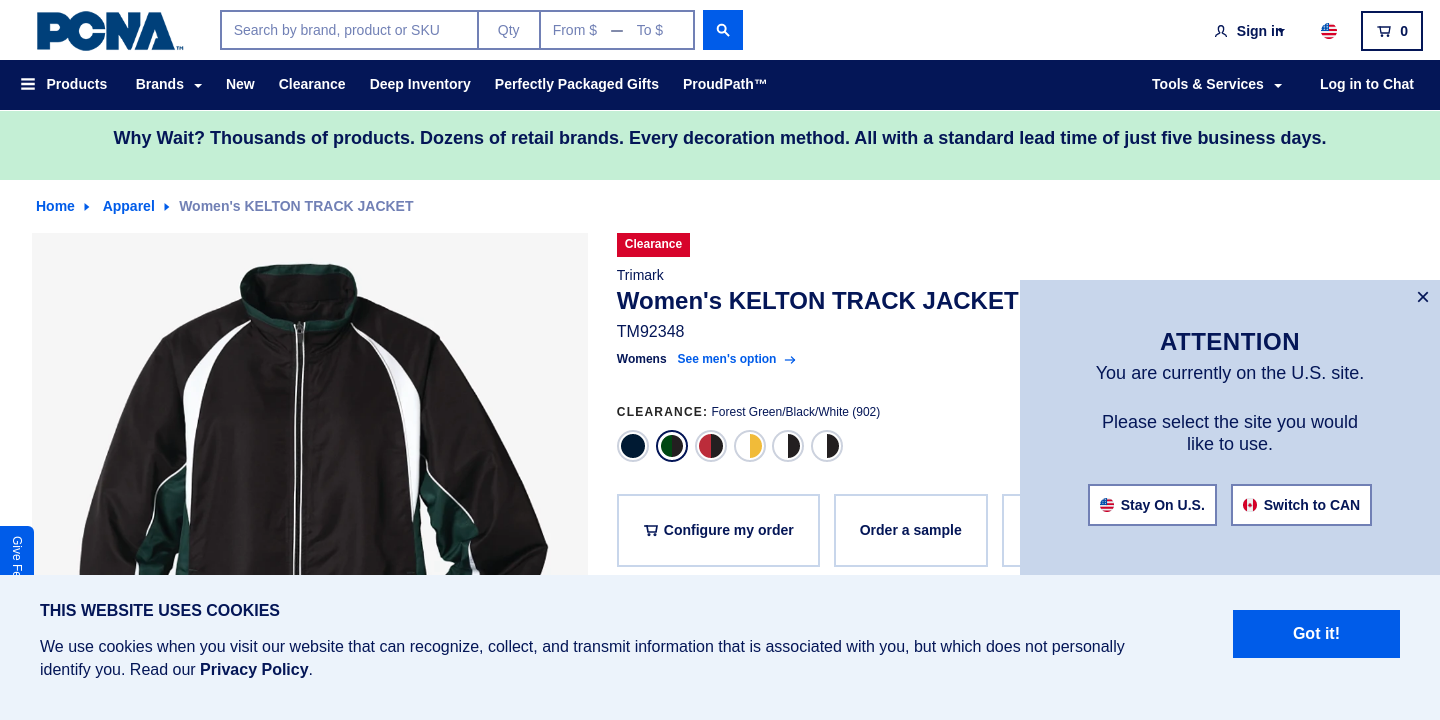 PCNA™
Search by brand, product or SKU
Qty
From $ — To $
Sign in
0
Products
Brands
New
Clearance
Deep Inventory
Perfectly Packaged Gifts
ProudPath™
Tools & Services
Log in to Chat
Why Wait? Thousands of products. Dozens of retail brands. Every decoration method. All with a standard lead time of just five business days.
Home
Apparel
Women's KELTON TRACK JACKET
Clearance
Trimark
Women's KELTON TRACK JACKET
TM92348
Womens See men's option
CLEARANCE: Forest Green/Black/White (902)
Configure my order
Order a sample
×
ATTENTION
You are currently on the U.S. site.
Please select the site you would
like to use.
Stay On U.S.
Switch to CAN
Give
THIS WEBSITE USES COOKIES
We use cookies when you visit our website that can recognize, collect, and transmit information that is associated with you, but which does not personally
identify you. Read our Privacy Policy.
Got it!